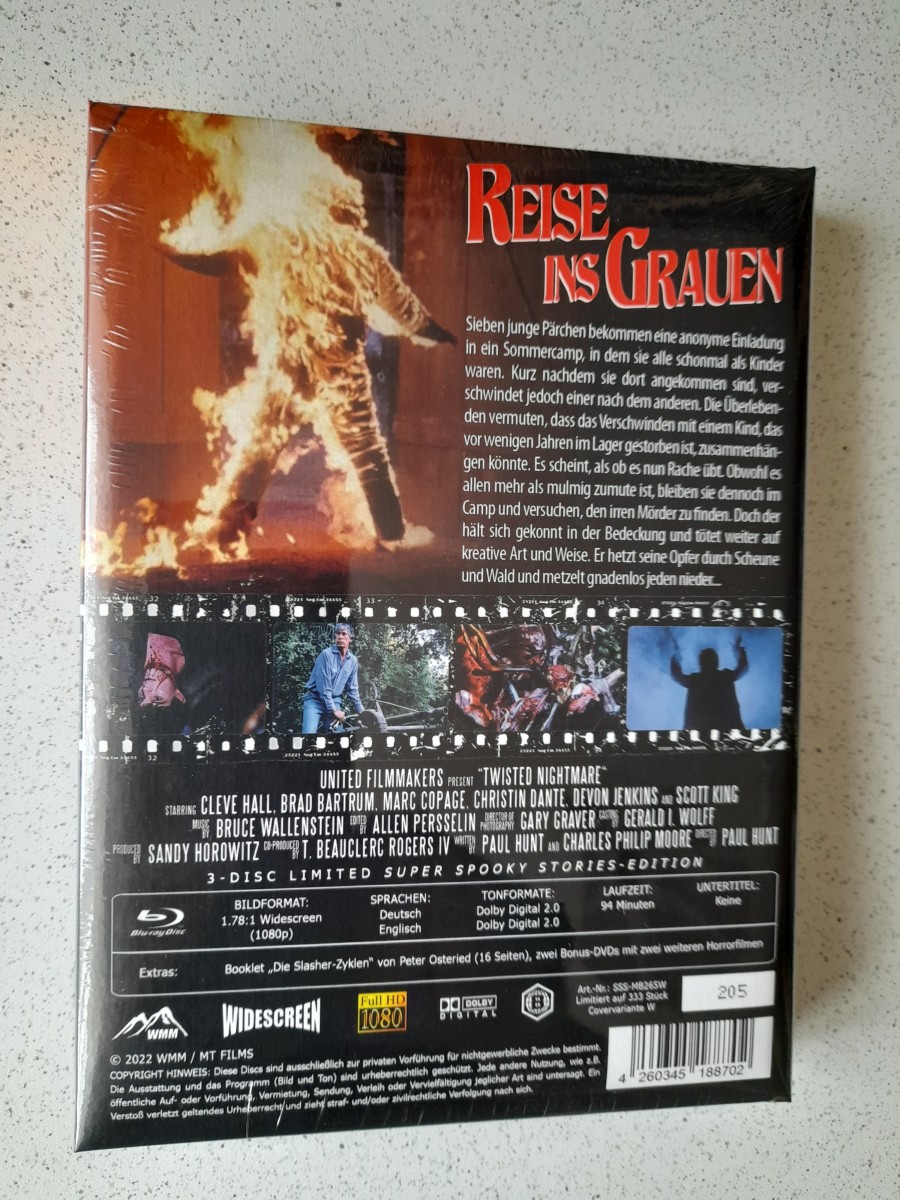 REISE
INS GRAUEN
Sieben junge Pärchen bekommen eine anonyme Einladung
in ein Sommercamp, in dem sie alle schonmal als Kinder
waren. Kurz nachdem sie dort angekommen sind, ver-
schwindet jedoch einer nach dem anderen. Die Überleben-
den vermuten, dass das Verschwinden mit einem Kind, das
vor wenigen Jahren im Lager gestorben ist, zusammenhän-
gen könnte. Es scheint, als ob es nun Rache übt. Obwohl es
allen mehr als mulmig zumute ist, bleiben sie dennoch im
Camp und versuchen, den irren Mörder zu finden. Doch der
hält sich gekonnt in der Bedeckung und tötet weiter auf
kreative Art und Weise. Er hetzt seine Opfer durch Scheune
und Wald und metzelt gnadenlos jeden nieder...
32 33
32
UNITED FILMMAKERS PRESENT "TWISTED NIGHTMARE"
STARRING CLEVE HALL, BRAD BARTRUM, MARC COPAGE, CHRISTIN DANTE, DEVON JENKINS AND SCOTT KING
MUSIC BY BRUCE WALLENSTEIN EDITED BY ALLEN PERSSELIN DIRECTOR OF PHOTOGRAPHY GARY GRAVER CASTING BY GERALD I. WOLFF
PRODUCED BY SANDY HOROWITZ CO-PRODUCED BY T. BEAUCLERC ROGERS IV WRITTEN BY PAUL HUNT AND CHARLES PHILIP MOORE DIRECTED BY PAUL HUNT
3-DISC LIMITED SUPER SPOOKY STORIES-EDITION
Blu-ray Disc
BILDFORMAT:
1.78:1 Widescreen
(1080p)
SPRACHEN:
Deutsch
Englisch
TONFORMATE:
Dolby Digital 2.0
Dolby Digital 2.0
LAUFZEIT:
94 Minuten
UNTERTITEL:
Keine
Extras: Booklet „Die Slasher-Zyklen" von Peter Osteried (16 Seiten), zwei Bonus-DVDs mit zwei weiteren Horrorfilmen
WMM
WIDESCREEN
Full HD
1080
DOLBY
DIGITAL
Art.-Nr.: SSS-MB26SW
Limitiert auf 333 Stück
Covervariante W
205
© 2022 WMM / MT FILMS
COPYRIGHT HINWEIS: Diese Discs sind ausschließlich zur privaten Vorführung für nichtgewerbliche Zwecke bestimmt.
Die Ausstattung und das Programm (Bild und Ton) sind urheberrechtlich geschützt. Jede andere Nutzung, wie z.B.
öffentliche Auf- oder Vorführung, Vermietung, Sendung, Verleih oder Vervielfältigung jeglicher Art sind untersagt. Ein
Verstoß verletzt geltendes Urheberrecht und zieht straf- und/oder zivilrechtliche Verfolgung nach sich.
4 260345 188702